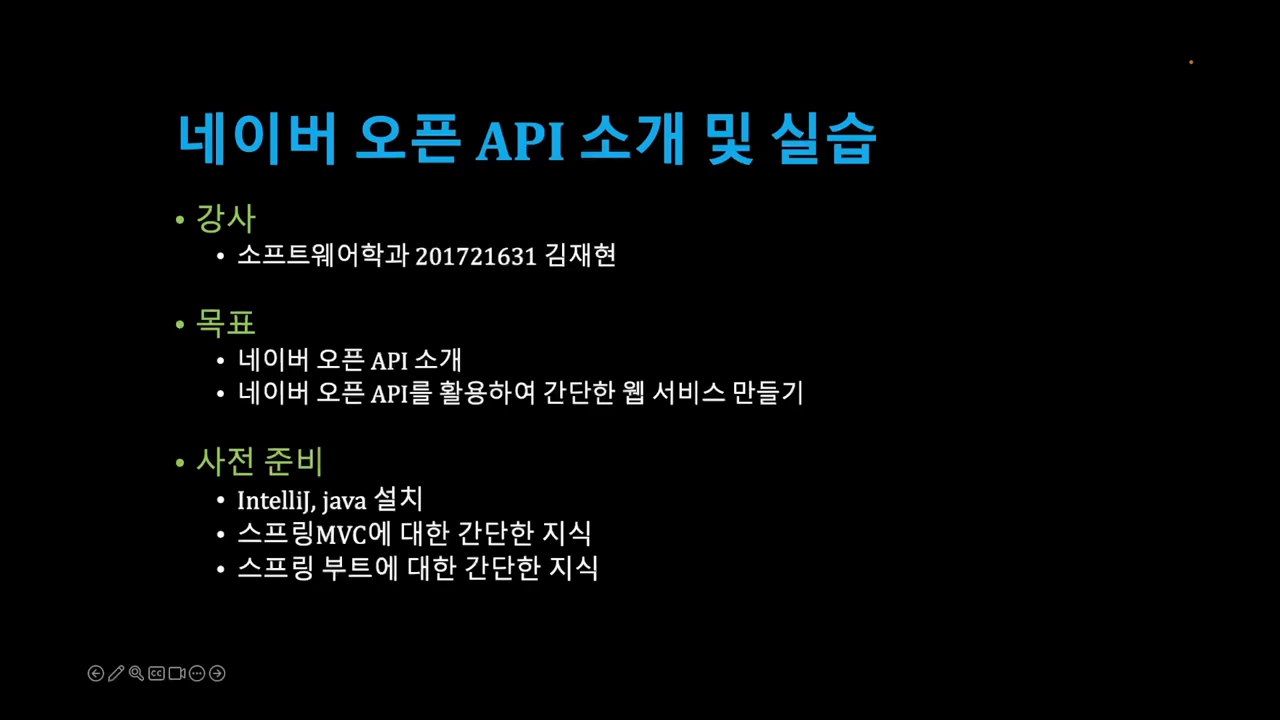 네이버 오픈 API 소개 및 실습
• 강사
• 소프트웨어학과 201721631 김재현
• 목표
• 네이버 오픈 API 소개
• 네이버 오픈 API를 활용하여 간단한 웹 서비스 만들기
• 사전 준비
• IntelliJ, java 설치
• 스프링MVC에 대한 간단한 지식
• 스프링 부트에 대한 간단한 지식
CC